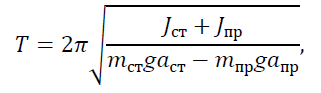 T = 2π√((J_ст + J_пр)/(m_ст g a_ст − m_пр g a_пр)),